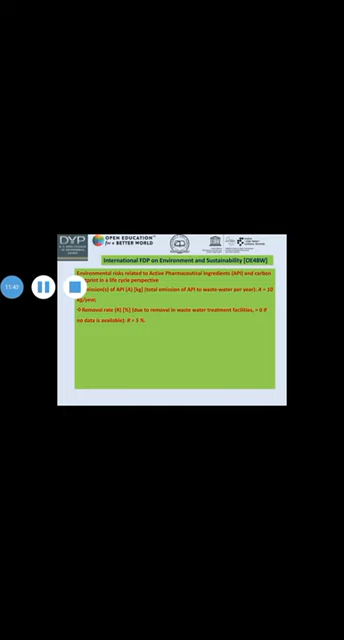 DYP
OPEN EDUCATION
for a BETTER WORLD
International FDP on Environment and Sustainability [OE4BW]
Environmental risks related to Active Pharmaceutical Ingredients (API) and carbon
print in a life cycle perspective
ission(s) of API (A) [kg] (total emission of API to waste-water per year): A = 10
kg/year,
❖Removal rate (R) [%] (due to removal in waste water treatment facilities, = 0 if
no data is available): R = 5 %.